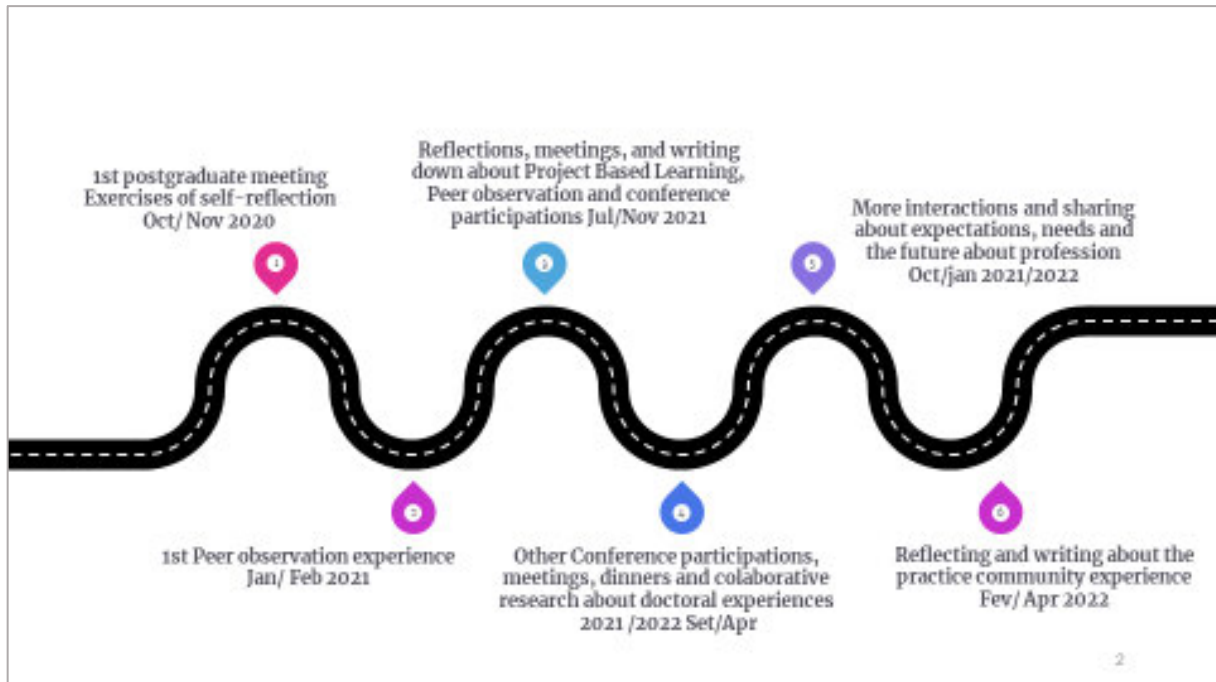 1st postgraduate meeting
Exercises of self-reflection
Oct/ Nov 2020
1
1st Peer observation experience
Jan/ Feb 2021
Reflections, meetings, and writing
down about Project Based Learning,
Peer observation and conference
participations Jul/Nov 2021
Other Conference participations,
meetings, dinners and colaborative
research about doctoral experiences
2021 /2022 Set/Apr
4
More interactions and sharing
about expectations, needs and
the future about profession
Oct/jan 2021/2022
5
Reflecting and writing about the
practice community experience
Fev/ Apr 2022
6
2